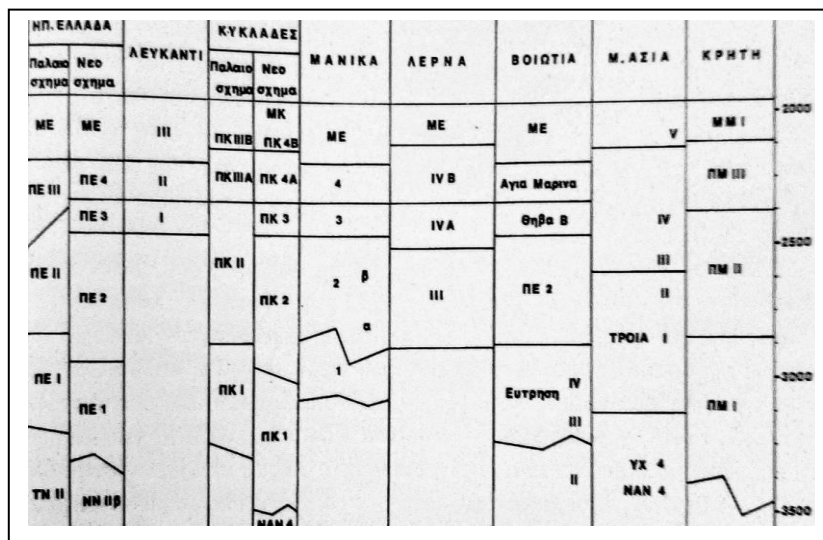 ΗΠ. ΕΛΛΑΔΑ ΛΕΥΚΑΝΤΙ ΚΥΚΛΑΔΕΣ ΜΑΝΙΚΑ ΛΕΡΝΑ ΒΟΙΩΤΙΑ Μ.ΑΣΙΑ ΚΡΗΤΗ
Παλαιο Νεο Παλαιο Νεο
σχημα σχημα σχημα σχημα
2000
ΜΕ ΜΕ III ΠΚ IIIB ΜΚ ΜΕ ΜΕ ΜΕ V ΜΜ I
ΠΚ 4Β
ΠΕ III ΠΕ 4 II ΠΚ IIIA ΠΚ 4Α 4 IV B Αγια Μαρινα ΠΜ III
ΠΕ 3 I ΠΚ 3 3 IV A Θηβα Β IV
2500
ΠΕ II ΠΕ 2 ΠΚ II ΠΚ 2 2 β III ΠΕ 2 III ΠΜ II
II
α ΤΡΟΙΑ I
3000
ΠΕ I ΠΕ 1 ΠΚ I ΠΚ 1 1 Ευτρηση IV ΠΜ I
III
ΤΝ II ΝΝ IIβ II ΥΧ 4
ΝΑΝ 4 ΝΑΝ 4
3500